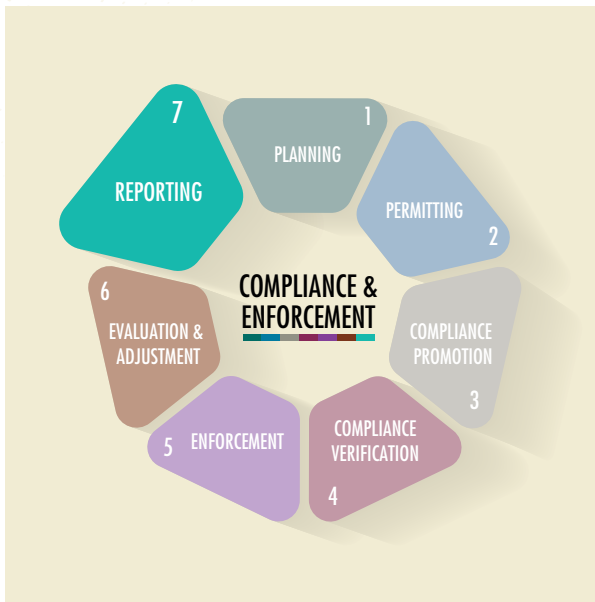 COMPLIANCE &
ENFORCEMENT
1
PLANNING
PERMITTING
2
COMPLIANCE
PROMOTION
3
COMPLIANCE
VERIFICATION
4
5
ENFORCEMENT
6
EVALUATION &
ADJUSTMENT
7
REPORTING